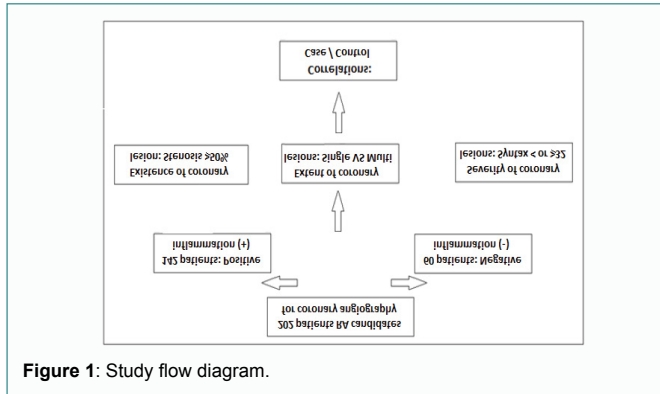 202 patients RA candidates
for coronary angiography
142 patients: Positive
inflammation (+)
60 patients: Negative
inflammation (-)
Existence of coronary
lesion: Stenosis ≥50%
Extent of coronary
lesions: Single VS Multi
Severity of coronary
lesions: Syntax < or ≥32
Correlations:
Case / Control
Figure 1: Study flow diagram.